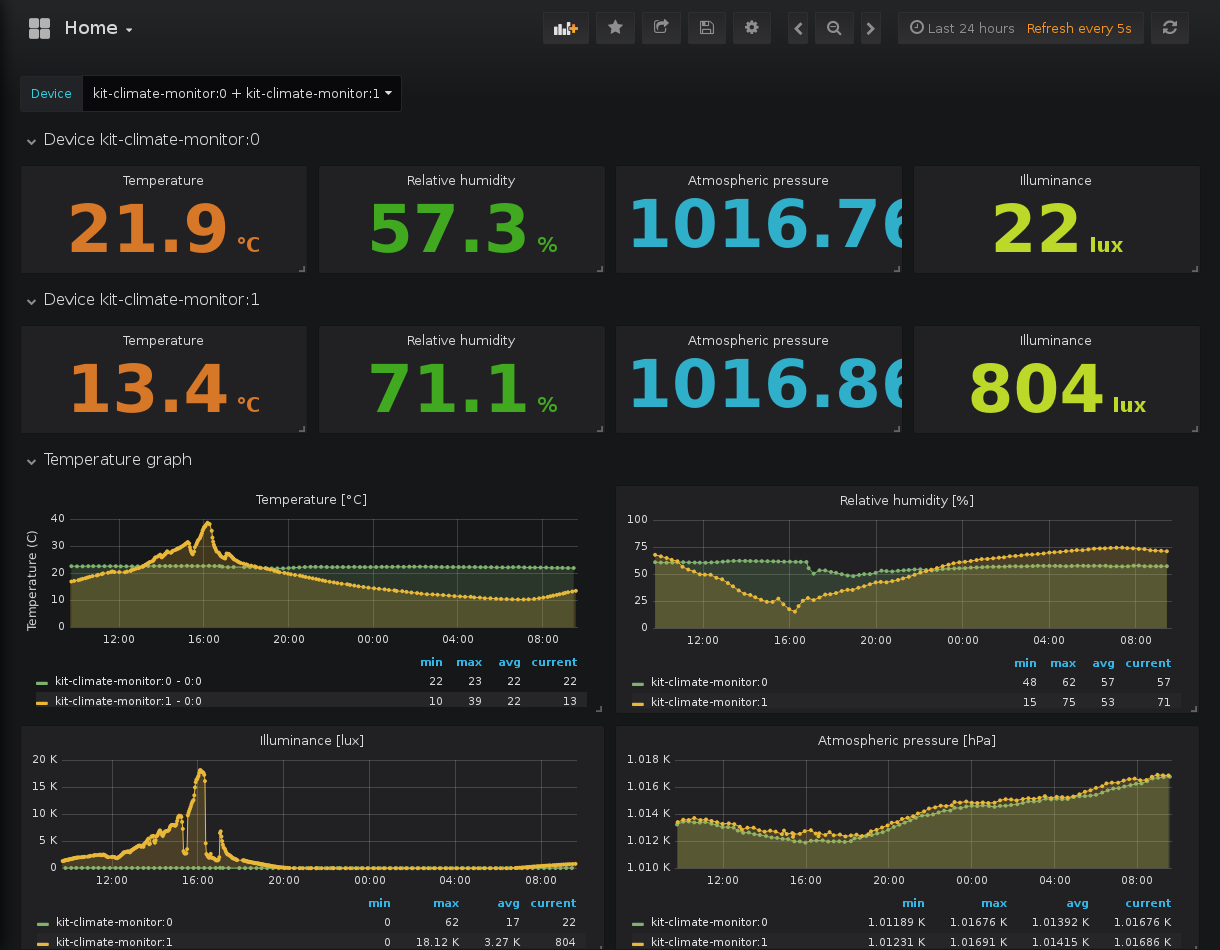 Home
Last 24 hours Refresh every 5s
Device kit-climate-monitor:0 + kit-climate-monitor:1
Device kit-climate-monitor:0
Temperature Relative humidity Atmospheric pressure Illuminance
21.9 °C 57.3 % 1016.76 22 lux
Device kit-climate-monitor:1
Temperature Relative humidity Atmospheric pressure Illuminance
13.4 °C 71.1 % 1016.86 804 lux
Temperature graph
Temperature [°C]
Temperature (C)
40
30
20
10
0
12:00 16:00 20:00 00:00 04:00 08:00
min max avg current
kit-climate-monitor:0 - 0:0 22 23 22 22
kit-climate-monitor:1 - 0:0 10 39 22 13
Relative humidity [%]
100
75
50
25
0
12:00 16:00 20:00 00:00 04:00 08:00
min max avg current
kit-climate-monitor:0 48 62 57 57
kit-climate-monitor:1 15 75 53 71
Illuminance [lux]
20 K
15 K
10 K
5 K
0
12:00 16:00 20:00 00:00 04:00 08:00
min max avg current
kit-climate-monitor:0 0 62 17 22
kit-climate-monitor:1 0 18.12 K 3.27 K 804
Atmospheric pressure [hPa]
1.018 K
1.016 K
1.014 K
1.012 K
1.010 K
12:00 16:00 20:00 00:00 04:00 08:00
min max avg current
kit-climate-monitor:0 1.01189 K 1.01676 K 1.01392 K 1.01676 K
kit-climate-monitor:1 1.01231 K 1.01691 K 1.01415 K 1.01686 K